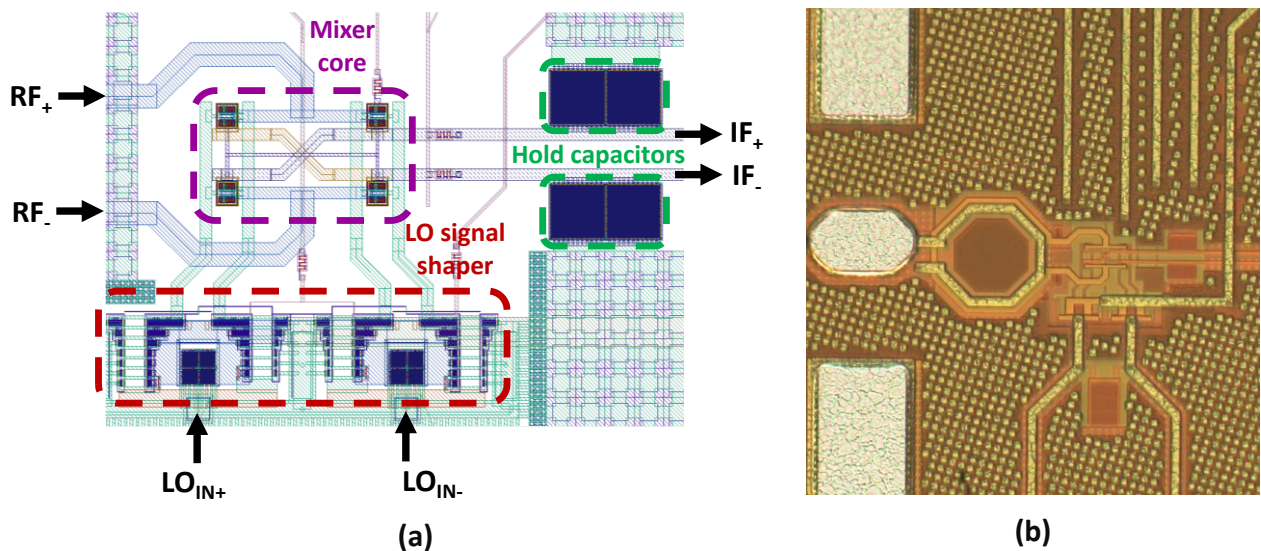 Mixer
core
RF+
RF-
IF+
Hold capacitors
IF-
LO signal
shaper
LOIN+
LOIN-
(a)
(b)